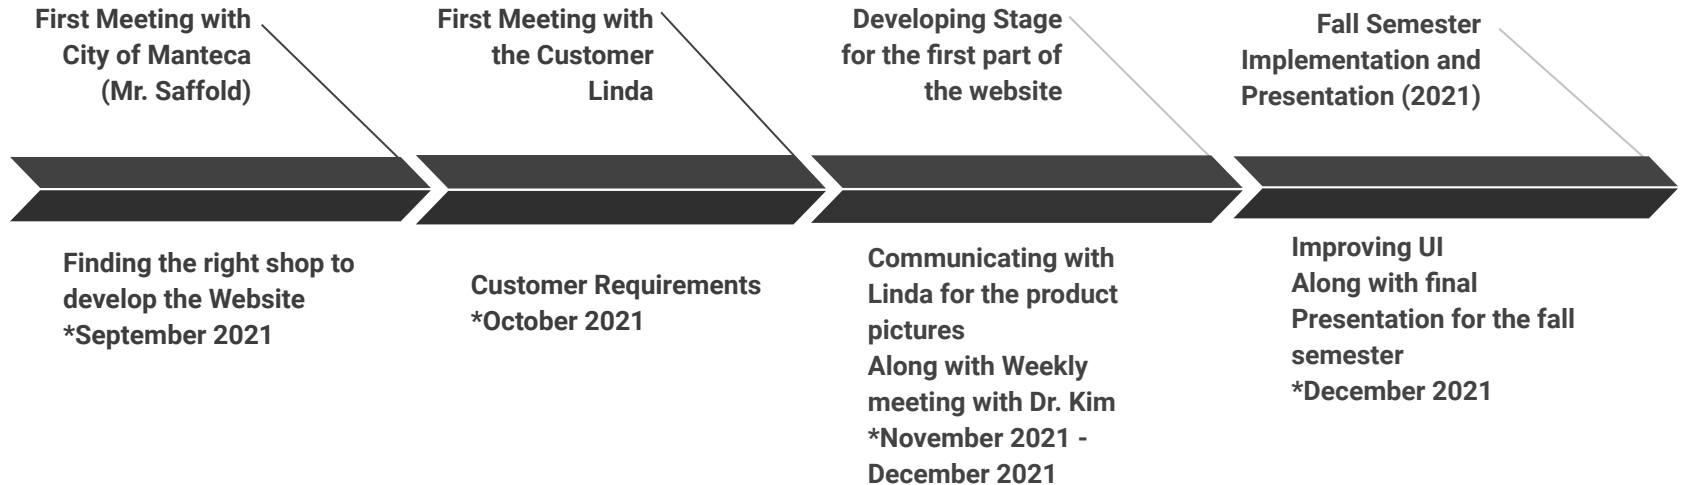 First Meeting with
City of Manteca
(Mr. Saffold)
First Meeting with
the Customer
Linda
Developing Stage
for the first part of
the website
Fall Semester
Implementation and
Presentation (2021)
Finding the right shop to
develop the Website
*September 2021
Customer Requirements
*October 2021
Communicating with
Linda for the product
pictures
Along with Weekly
meeting with Dr. Kim
*November 2021 -
December 2021
Improving UI
Along with final
Presentation for the fall
semester
*December 2021